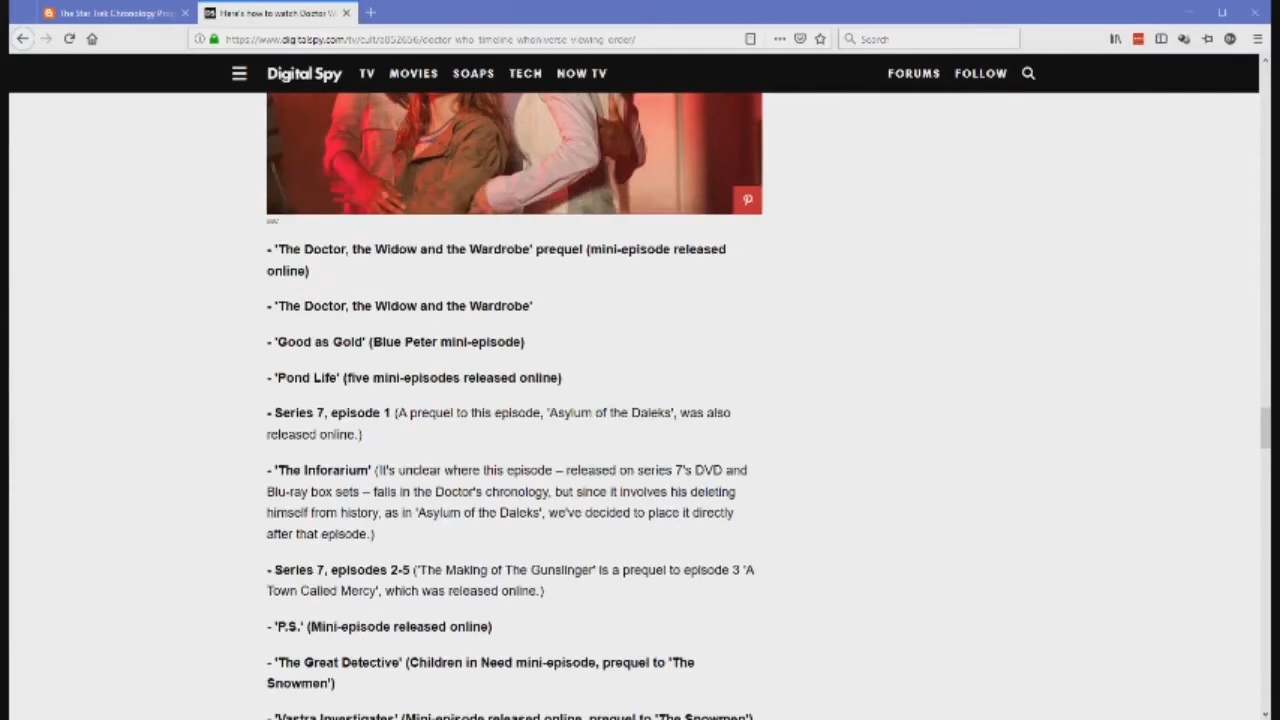 The Star Trek Chronology Pro
Here's how to watch Doctor W
https://www.digitalspy.com/tv/cult/a852656/doctor-who-timeline-whoniverse-viewing-order/
Search
Digital Spy TV MOVIES SOAPS TECH NOW TV FORUMS FOLLOW
BBC
- 'The Doctor, the Widow and the Wardrobe' prequel (mini-episode released
online)
- 'The Doctor, the Widow and the Wardrobe'
- 'Good as Gold' (Blue Peter mini-episode)
- 'Pond Life' (five mini-episodes released online)
- Series 7, episode 1 (A prequel to this episode, 'Asylum of the Daleks', was also
released online.)
- 'The Inforarium' (It's unclear where this episode – released on series 7's DVD and
Blu-ray box sets – falls in the Doctor's chronology, but since it involves his deleting
himself from history, as in 'Asylum of the Daleks', we've decided to place it directly
after that episode.)
- Series 7, episodes 2-5 ('The Making of The Gunslinger' is a prequel to episode 3 'A
Town Called Mercy', which was released online.)
- 'P.S.' (Mini-episode released online)
- 'The Great Detective' (Children in Need mini-episode, prequel to 'The
Snowmen')
- 'Vastra Investigates' (Mini-episode released online, prequel to 'The Snowmen')